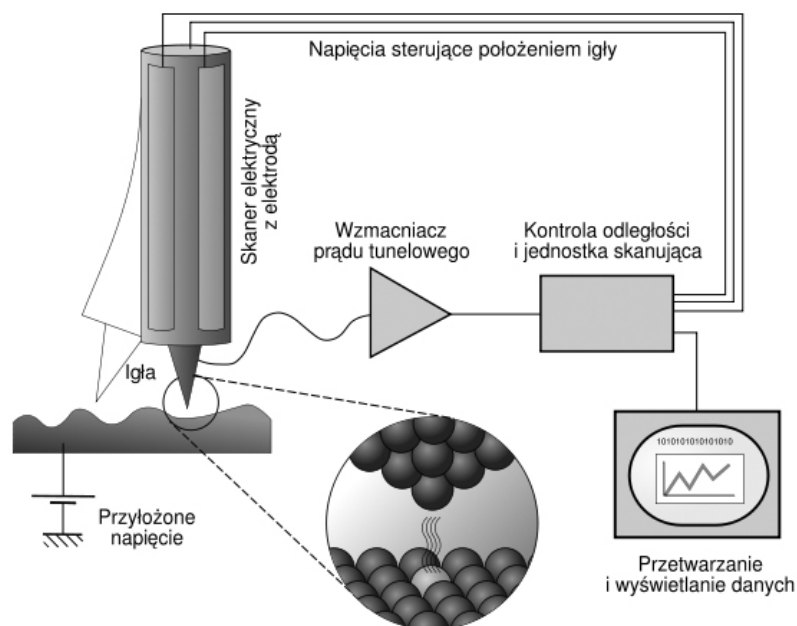 Napięcia sterujące położeniem igły
Skaner elektryczny
z elektrodą
Wzmacniacz
prądu tunelowego
Kontrola odległości
i jednostka skanująca
Igła
Przyłożone
napięcie
1010101010101010
Przetwarzanie
i wyświetlanie danych